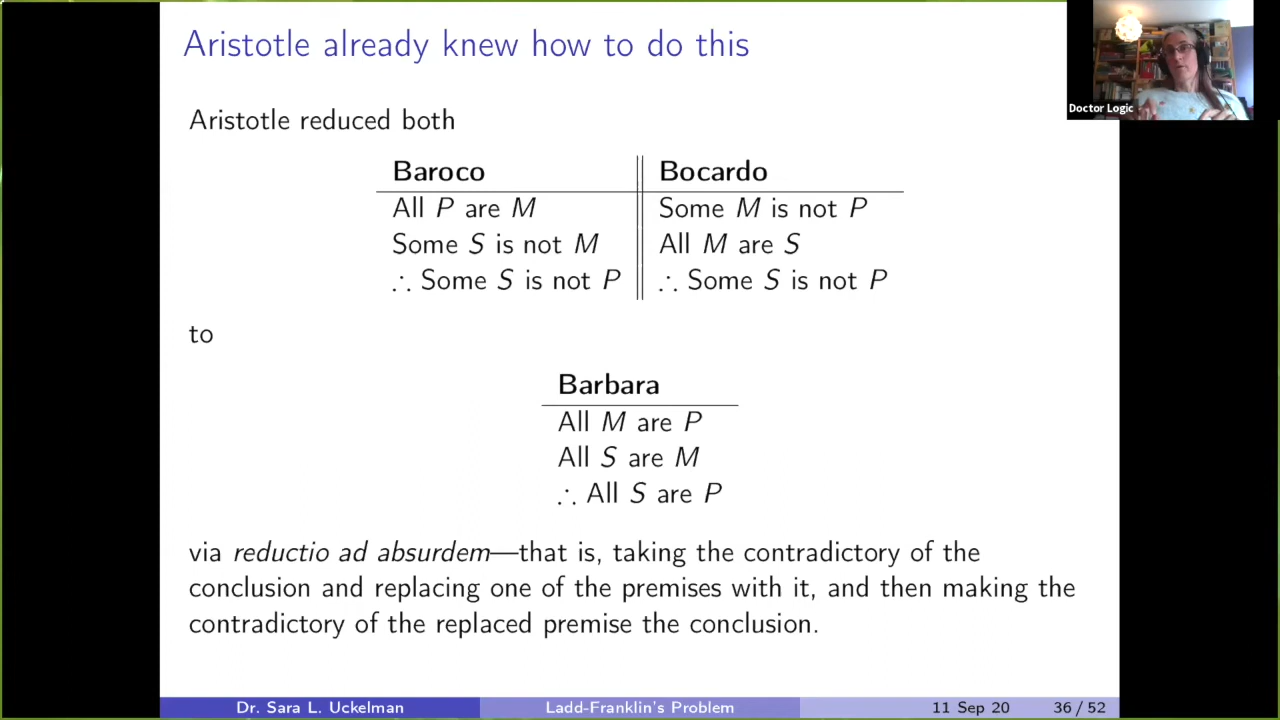 Aristotle already knew how to do this
Doctor Logic
Aristotle reduced both
Baroco Bocardo
All P are M Some M is not P
Some S is not M All M are S
∴ Some S is not P ∴ Some S is not P
to
Barbara
All M are P
All S are M
∴ All S are P
via reductio ad absurdem—that is, taking the contradictory of the
conclusion and replacing one of the premises with it, and then making the
contradictory of the replaced premise the conclusion.
Dr. Sara L. Uckelman Ladd-Franklin's Problem 11 Sep 20 36 / 52